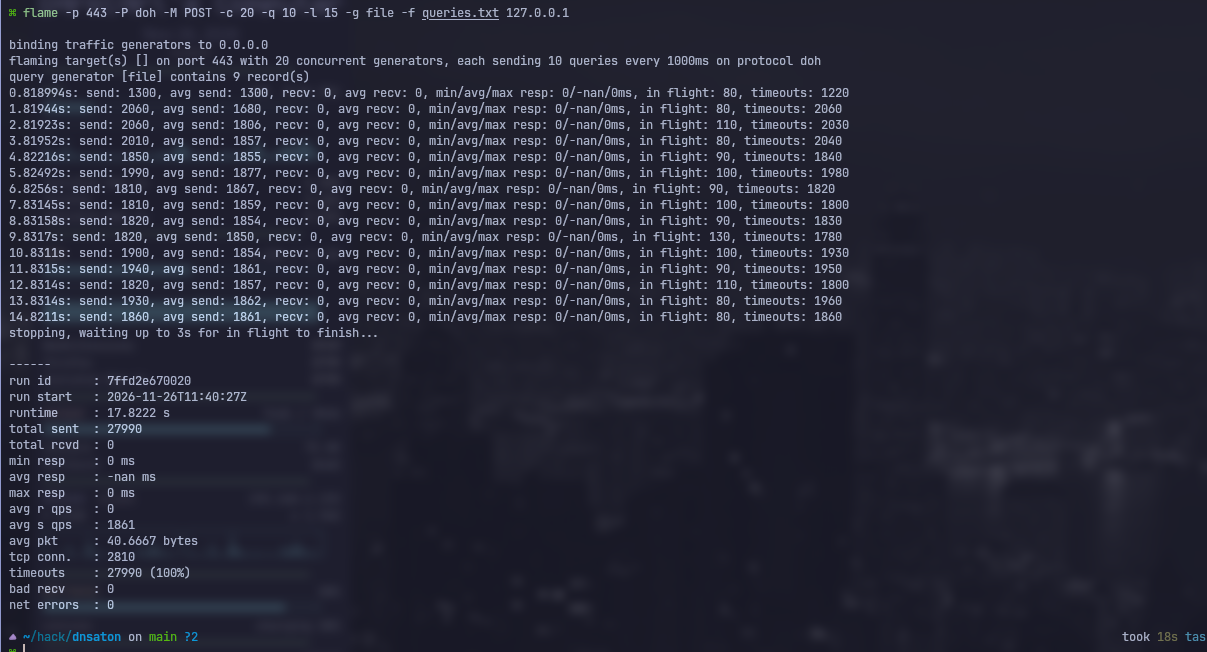 ⌘ flame -p 443 -P doh -M POST -c 20 -q 10 -l 15 -g file -f queries.txt 127.0.0.1
binding traffic generators to 0.0.0.0
flaming target(s) [] on port 443 with 20 concurrent generators, each sending 10 queries every 1000ms on protocol doh
query generator [file] contains 9 record(s)
0.818994s: send: 1300, avg send: 1300, recv: 0, avg recv: 0, min/avg/max resp: 0/-nan/0ms, in flight: 80, timeouts: 1220
1.81944s: send: 2060, avg send: 1680, recv: 0, avg recv: 0, min/avg/max resp: 0/-nan/0ms, in flight: 80, timeouts: 2060
2.81923s: send: 2060, avg send: 1806, recv: 0, avg recv: 0, min/avg/max resp: 0/-nan/0ms, in flight: 110, timeouts: 2030
3.81952s: send: 2010, avg send: 1857, recv: 0, avg recv: 0, min/avg/max resp: 0/-nan/0ms, in flight: 80, timeouts: 2040
4.82216s: send: 1850, avg send: 1855, recv: 0, avg recv: 0, min/avg/max resp: 0/-nan/0ms, in flight: 90, timeouts: 1840
5.82492s: send: 1990, avg send: 1877, recv: 0, avg recv: 0, min/avg/max resp: 0/-nan/0ms, in flight: 100, timeouts: 1980
6.8256s: send: 1810, avg send: 1867, recv: 0, avg recv: 0, min/avg/max resp: 0/-nan/0ms, in flight: 90, timeouts: 1820
7.83145s: send: 1810, avg send: 1859, recv: 0, avg recv: 0, min/avg/max resp: 0/-nan/0ms, in flight: 100, timeouts: 1800
8.83158s: send: 1820, avg send: 1854, recv: 0, avg recv: 0, min/avg/max resp: 0/-nan/0ms, in flight: 90, timeouts: 1830
9.8317s: send: 1820, avg send: 1850, recv: 0, avg recv: 0, min/avg/max resp: 0/-nan/0ms, in flight: 130, timeouts: 1780
10.8311s: send: 1900, avg send: 1854, recv: 0, avg recv: 0, min/avg/max resp: 0/-nan/0ms, in flight: 100, timeouts: 1930
11.8315s: send: 1940, avg send: 1861, recv: 0, avg recv: 0, min/avg/max resp: 0/-nan/0ms, in flight: 90, timeouts: 1950
12.8314s: send: 1820, avg send: 1857, recv: 0, avg recv: 0, min/avg/max resp: 0/-nan/0ms, in flight: 110, timeouts: 1800
13.8314s: send: 1930, avg send: 1862, recv: 0, avg recv: 0, min/avg/max resp: 0/-nan/0ms, in flight: 80, timeouts: 1960
14.8211s: send: 1860, avg send: 1861, recv: 0, avg recv: 0, min/avg/max resp: 0/-nan/0ms, in flight: 80, timeouts: 1860
stopping, waiting up to 3s for in flight to finish...
------
run id      : 7ffd2e670020
run start   : 2026-11-26T11:40:27Z
runtime     : 17.8222 s
total sent  : 27990
total rcvd  : 0
min resp    : 0 ms
avg resp    : -nan ms
max resp    : 0 ms
avg r qps   : 0
avg s qps   : 1861
avg pkt     : 40.6667 bytes
tcp conn.   : 2810
timeouts    : 27990 (100%)
bad recv    : 0
net errors  : 0
~/hack/dnsaton on main ?2 took 18s tas